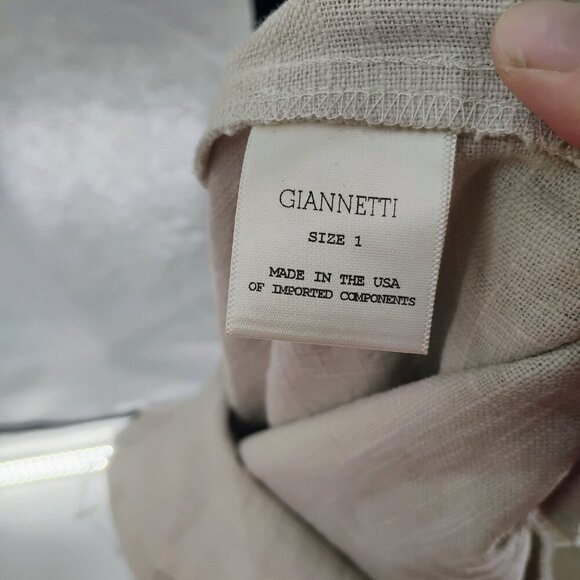 GIANNETTI
SIZE 1
MADE IN THE USA
OF IMPORTED COMPONENTS